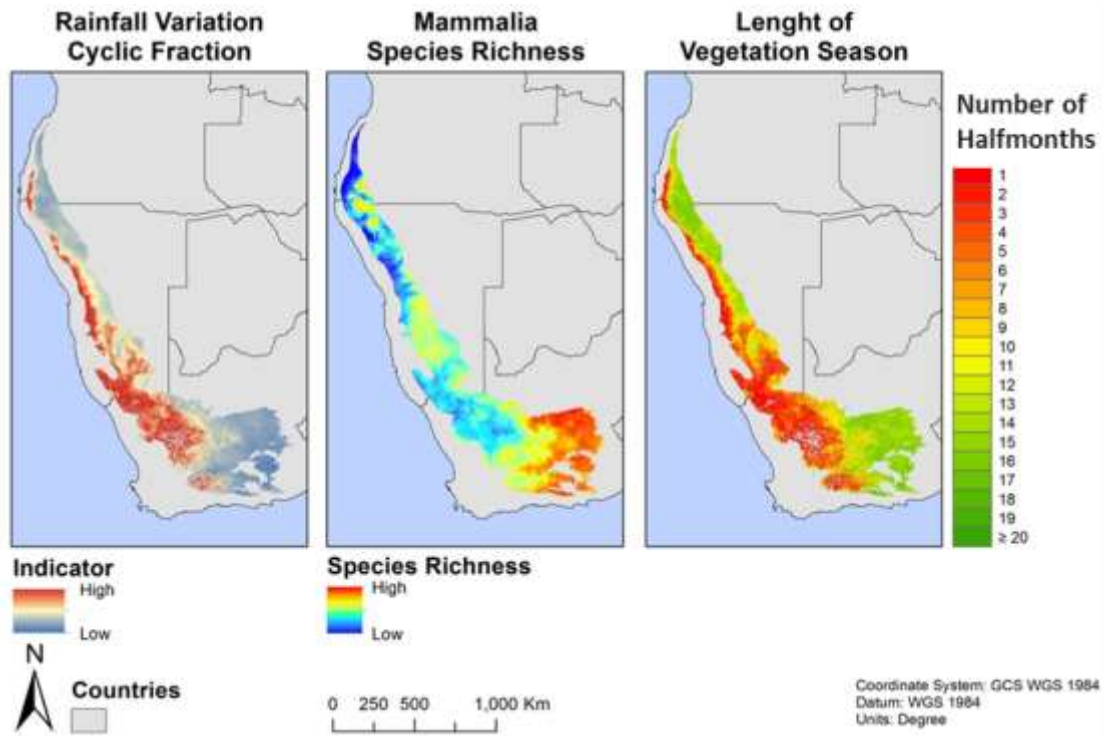 Rainfall Variation
Cyclic Fraction
Mammalia
Species Richness
Lenght of
Vegetation Season
Number of
Halfmonths
1
2
3
4
5
6
7
8
9
10
11
12
13
14
15
16
17
18
19
≥ 20
Indicator
High
Low
Species Richness
High
Low
N
Countries
0 250 500 1,000 Km
Coordinate System: GCS WGS 1984
Datum: WGS 1984
Units: Degree